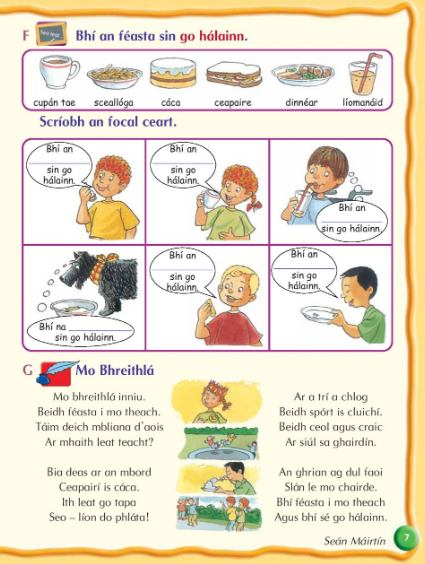 F
Bhí an féasta sin go hálainn.
cupán tae sceallóga cáca ceapaire dinnéar líomanáid
Scríobh an focal ceart.
Bhí an
sin go
hálainn.
Bhí an
sin go
hálainn.
Bhí an
sin go hálainn.
Bhí na
sin go hálainn.
Bhí an
sin go
hálainn.
Bhí an
sin go
hálainn.
G
Mo Bhreithlá
Mo bhreithlá inniu.
Beidh féasta i mo theach.
Táim deich mbliana d'aois
Ar mhaith leat teacht?
Bia deas ar an mbord
Ceapairí is cáca.
Ith leat go tapa
Seo – líon do phláta!
Ar a trí a chlog
Beidh spórt is cluichí.
Beidh ceol agus craic
Ar siúl sa ghairdín.
An ghrian ag dul faoi
Slán le mo chairde.
Bhí féasta i mo theach
Agus bhí sé go hálainn.
Seán Máirtín
7